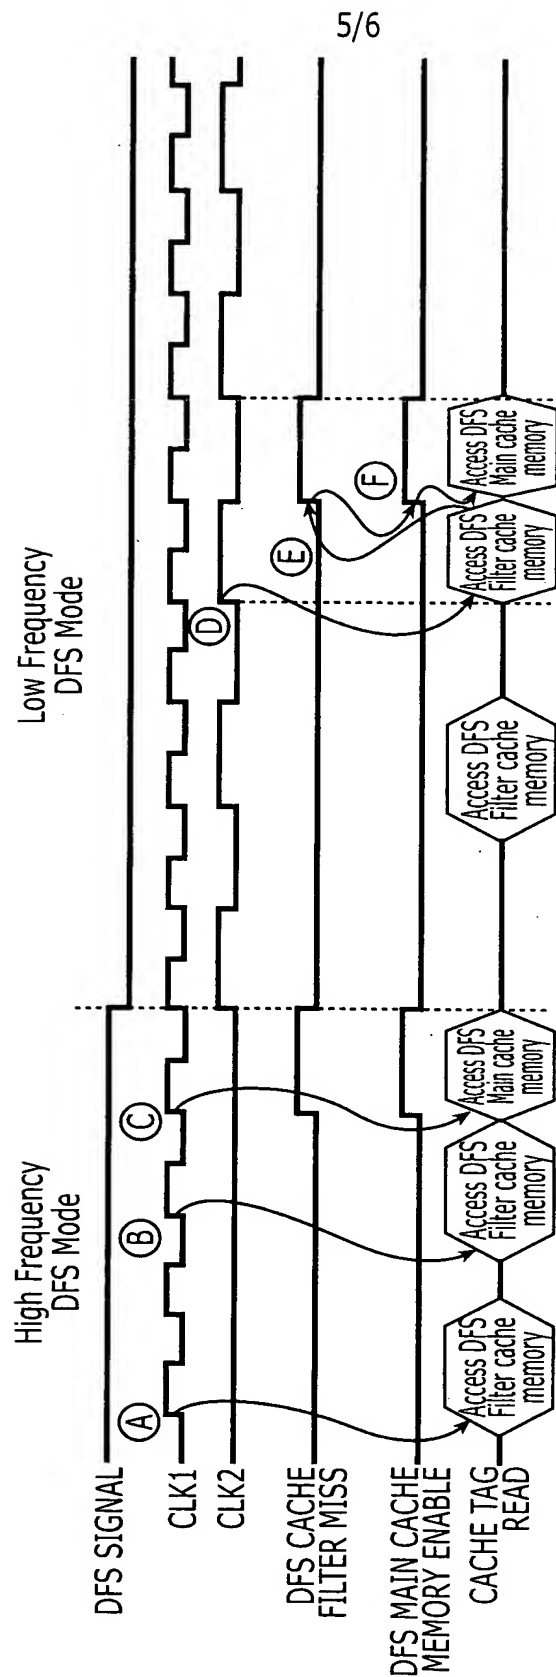 5/6
High Frequency
DFS Mode
Low Frequency
DFS Mode
DFS SIGNAL
CLK1
CLK2
DFS CACHE
FILTER MISS
DFS MAIN CACHE
MEMORY ENABLE
CACHE TAG
READ
A
B
C
D
E
F
Access DFS
Filter cache
memory
Access DFS
Filter cache
memory
Access DFS
Main cache
memory
Access DFS
Filter cache
memory
Access DFS
Filter cache
memory
Access DFS
Main cache
memory